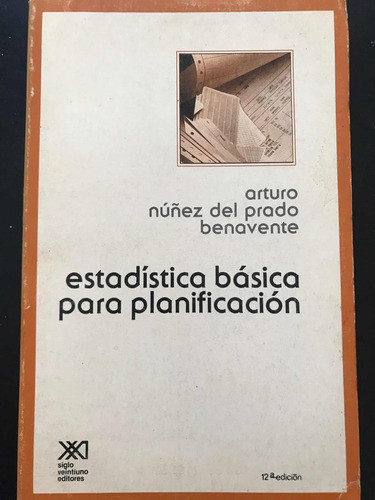 arturo
núñez del prado
benavente
estadística básica
para planificación
siglo
veintiuno
editores
12ª edición